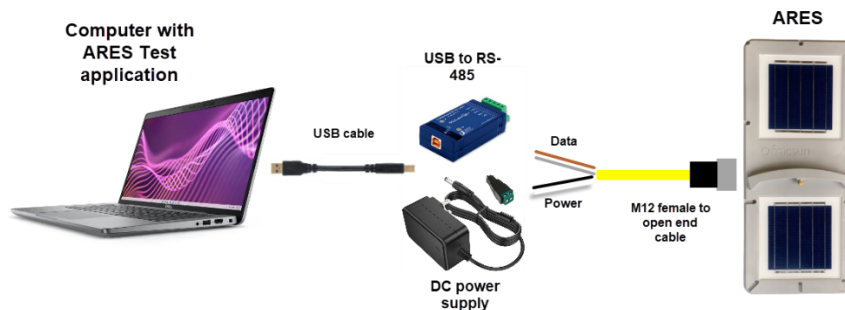 Computer with
ARES Test
application
USB cable
USB to RS-
485
DC power
supply
Data
Power
M12 female to
open end
cable
ARES